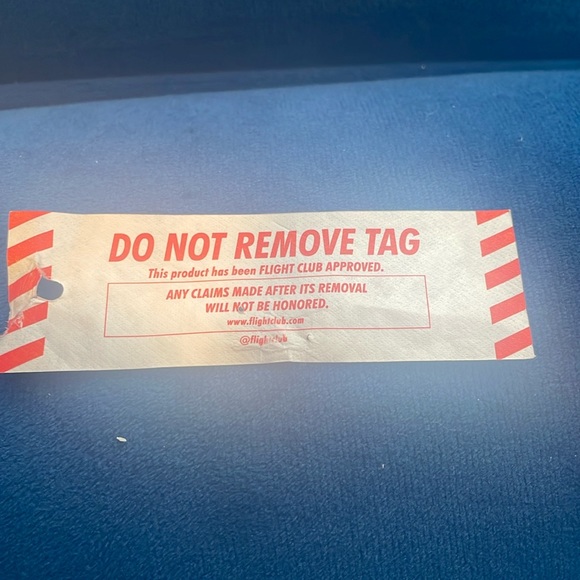 DO NOT REMOVE TAG
This product has been FLIGHT CLUB APPROVED.
ANY CLAIMS MADE AFTER ITS REMOVAL
WILL NOT BE HONORED.
www.flightclub.com
@flightclub